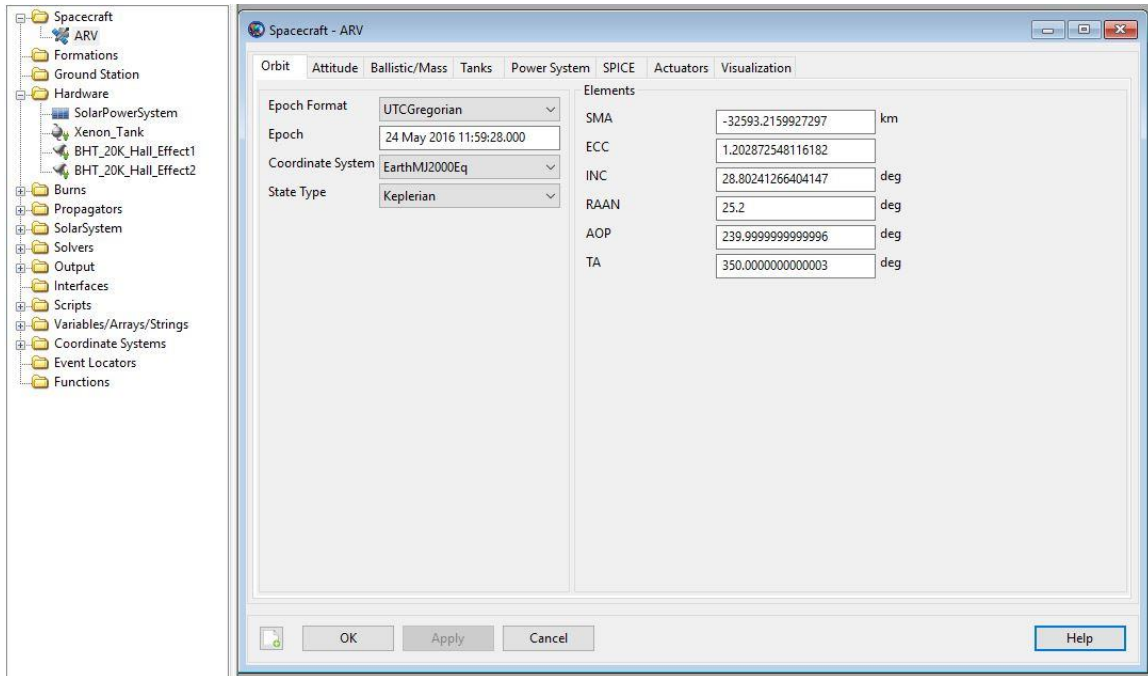 Spacecraft
ARV
Formations
Ground Station
Hardware
SolarPowerSystem
Xenon_Tank
BHT_20K_Hall_Effect1
BHT_20K_Hall_Effect2
Burns
Propagators
SolarSystem
Solvers
Output
Interfaces
Scripts
Variables/Arrays/Strings
Coordinate Systems
Event Locators
Functions
Spacecraft - ARV
Orbit Attitude Ballistic/Mass Tanks Power System SPICE Actuators Visualization
Epoch Format UTCGregorian
Epoch 24 May 2016 11:59:28.000
Coordinate System EarthMJ2000Eq
State Type Keplerian
Elements
SMA -32593.2159927297 km
ECC 1.202872548116182
INC 28.80241266404147 deg
RAAN 25.2 deg
AOP 239.9999999999996 deg
TA 350.0000000000003 deg
OK Apply Cancel Help